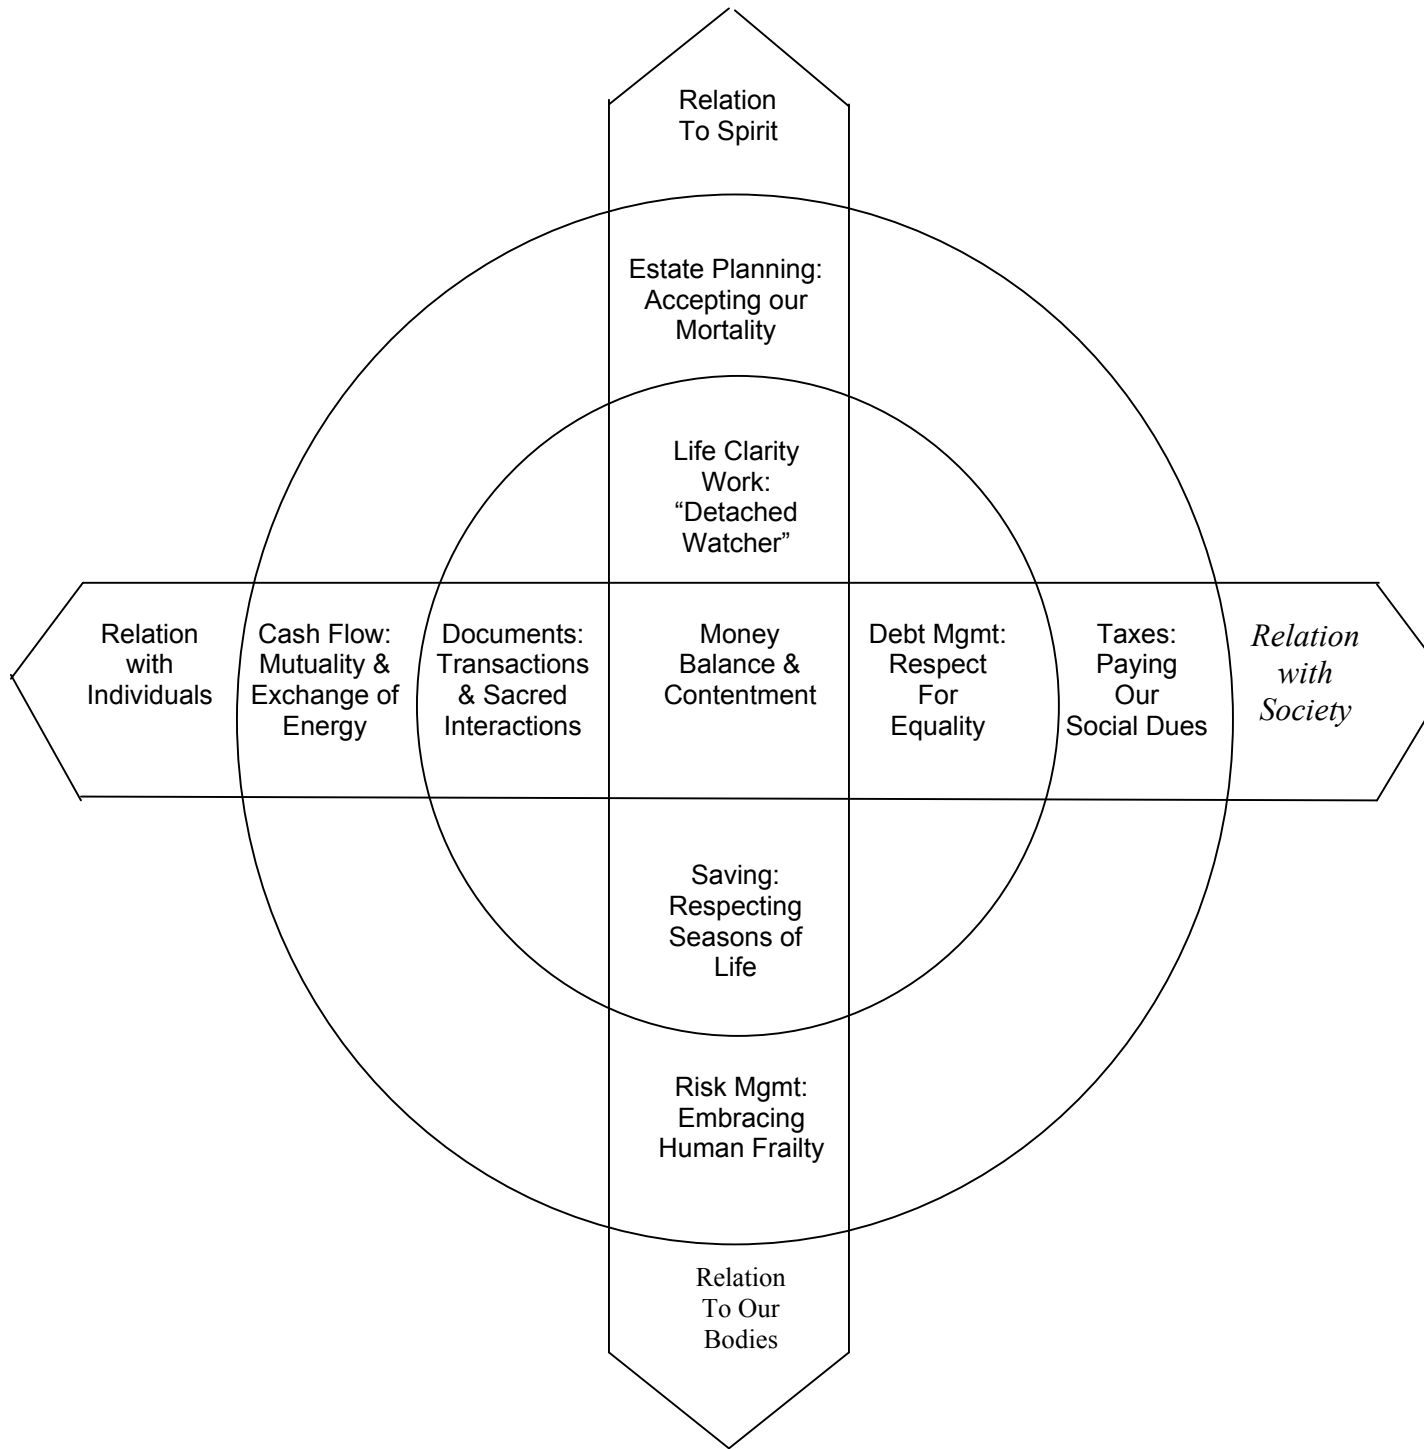 Relation
To Spirit
Estate Planning:
Accepting our
Mortality
Life Clarity
Work:
“Detached
Watcher”
Relation
with
Individuals
Cash Flow:
Mutuality &
Exchange of
Energy
Documents:
Transactions
& Sacred
Interactions
Money
Balance &
Contentment
Debt Mgmt:
Respect
For
Equality
Taxes:
Paying
Our
Social Dues
Relation
with
Society
Saving:
Respecting
Seasons of
Life
Risk Mgmt:
Embracing
Human Frailty
Relation
To Our
Bodies